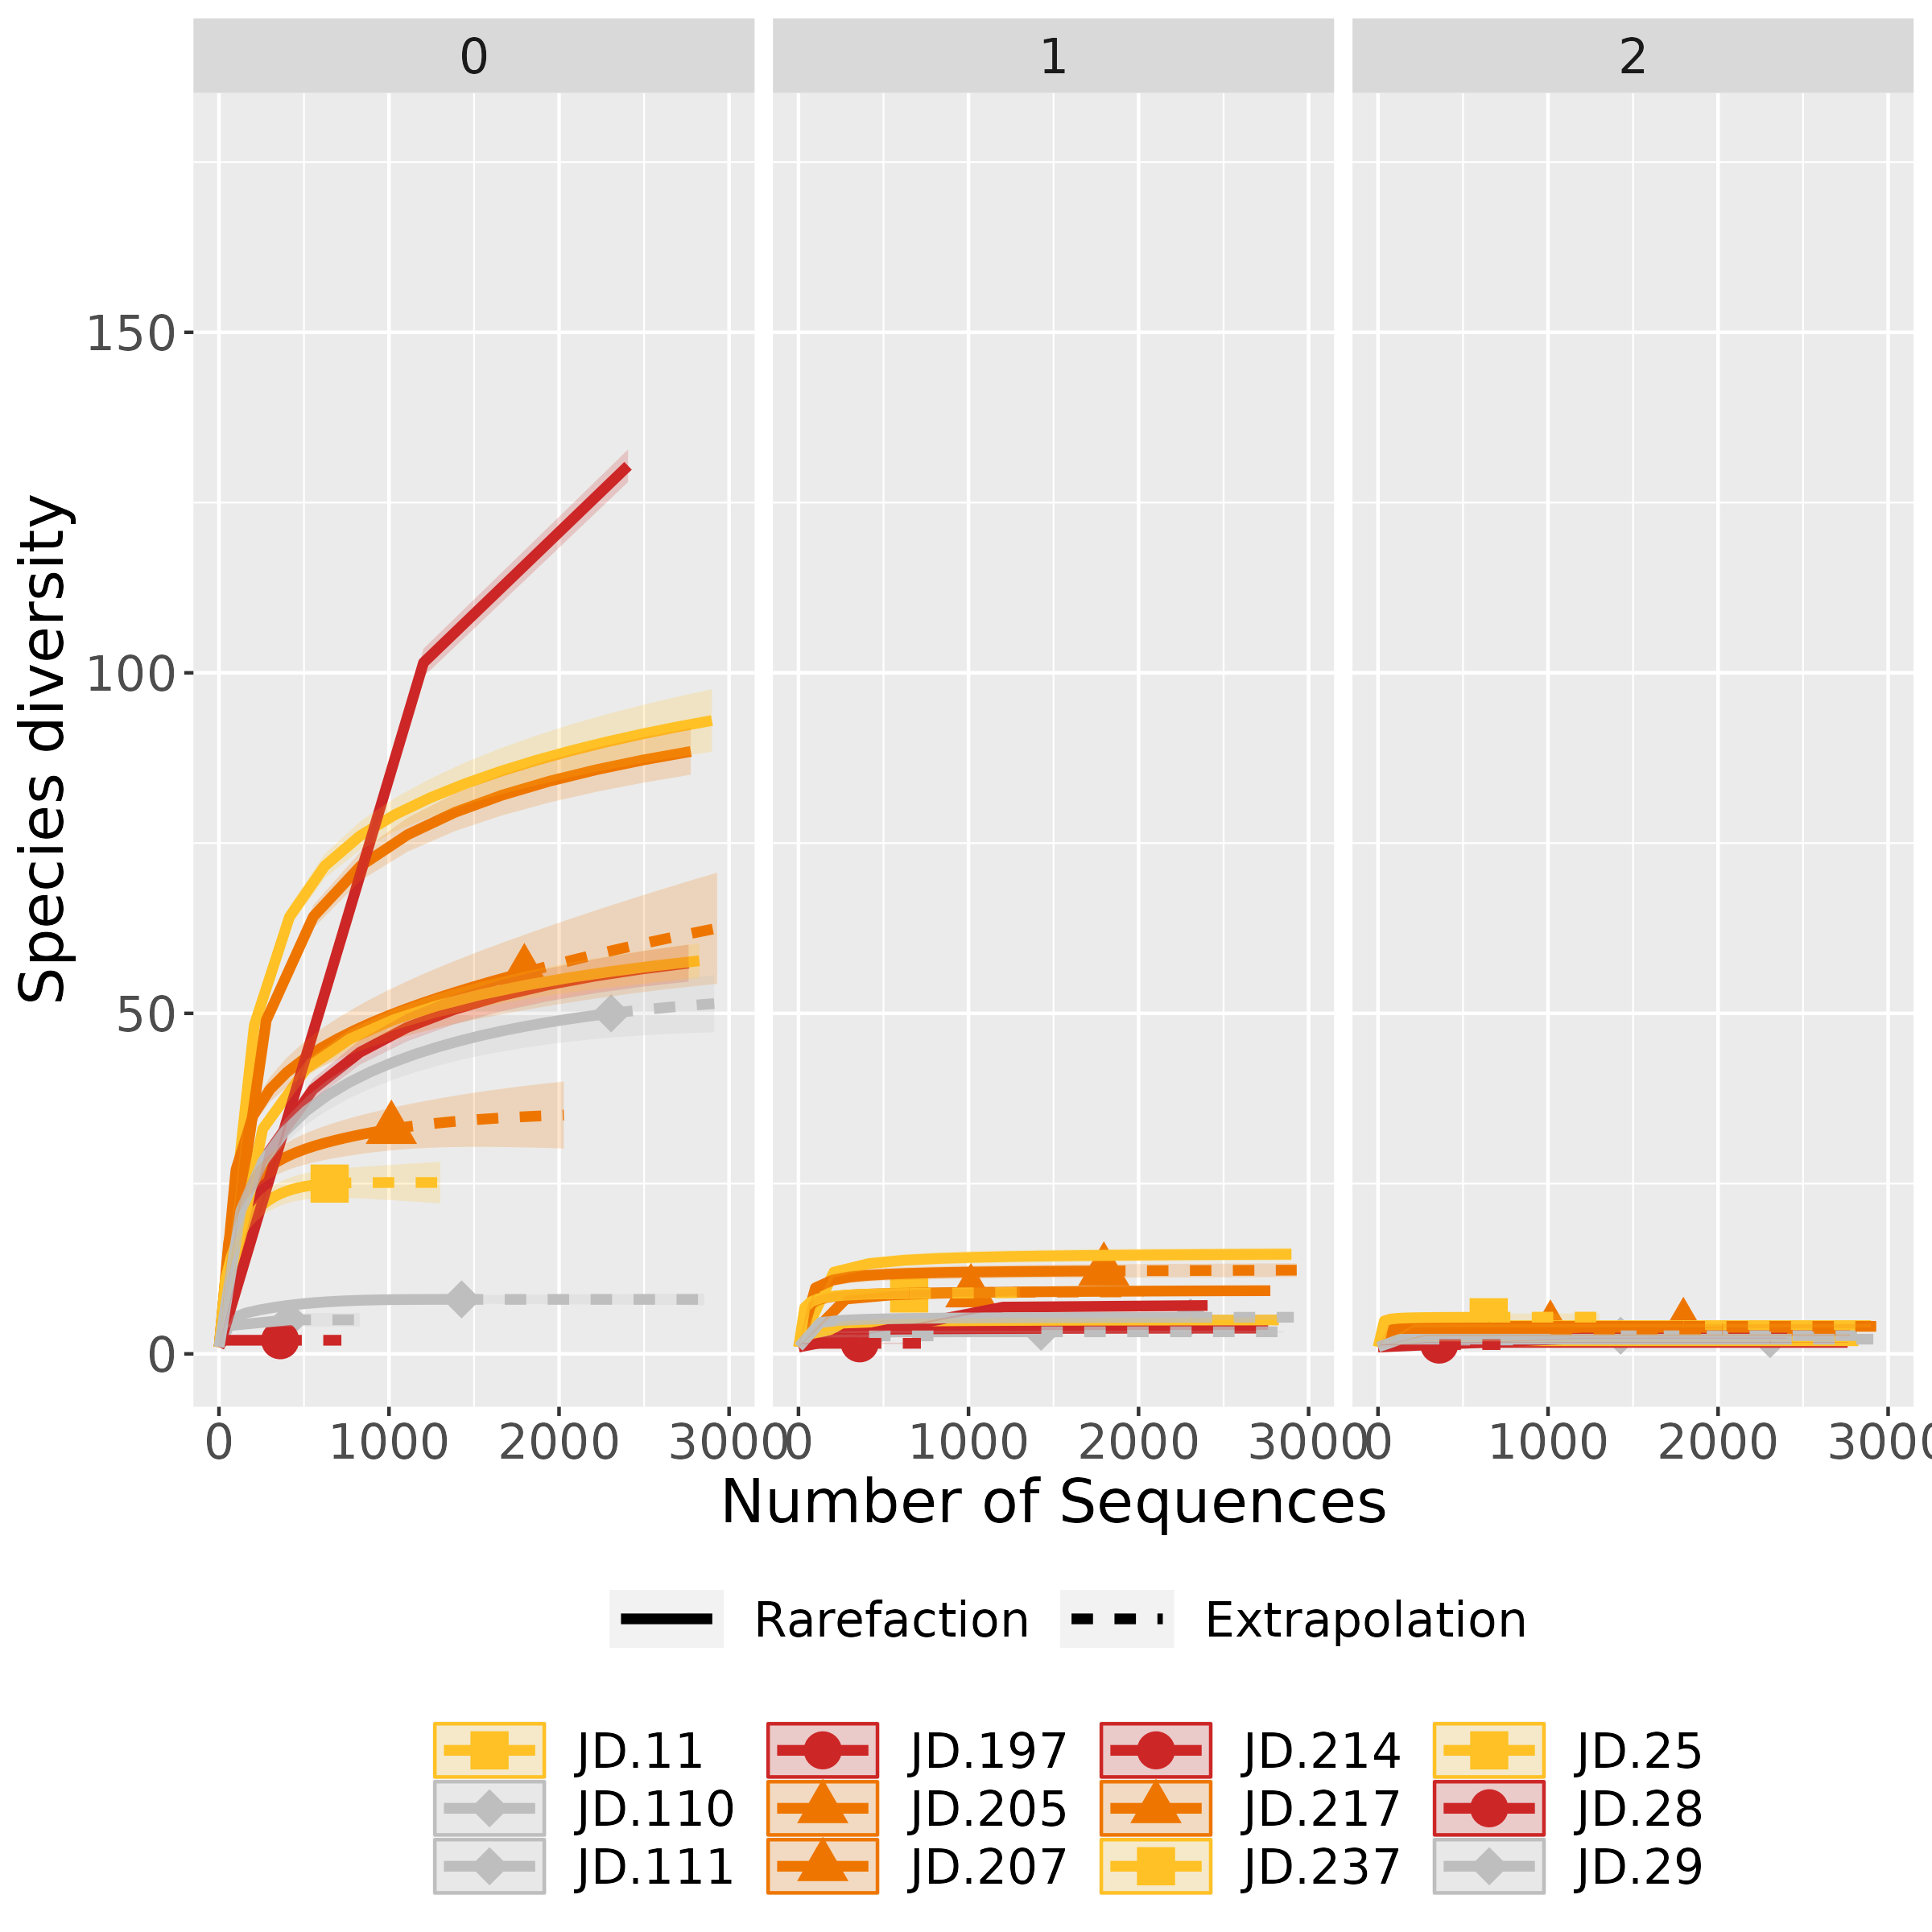 0 1 2
Species diversity
150
100
50
0
0 1000 2000 3000 0 1000 2000 3000 0 1000 2000 3000
Number of Sequences
Rarefaction Extrapolation
JD.11 JD.197 JD.214 JD.25
JD.110 JD.205 JD.217 JD.28
JD.111 JD.207 JD.237 JD.29